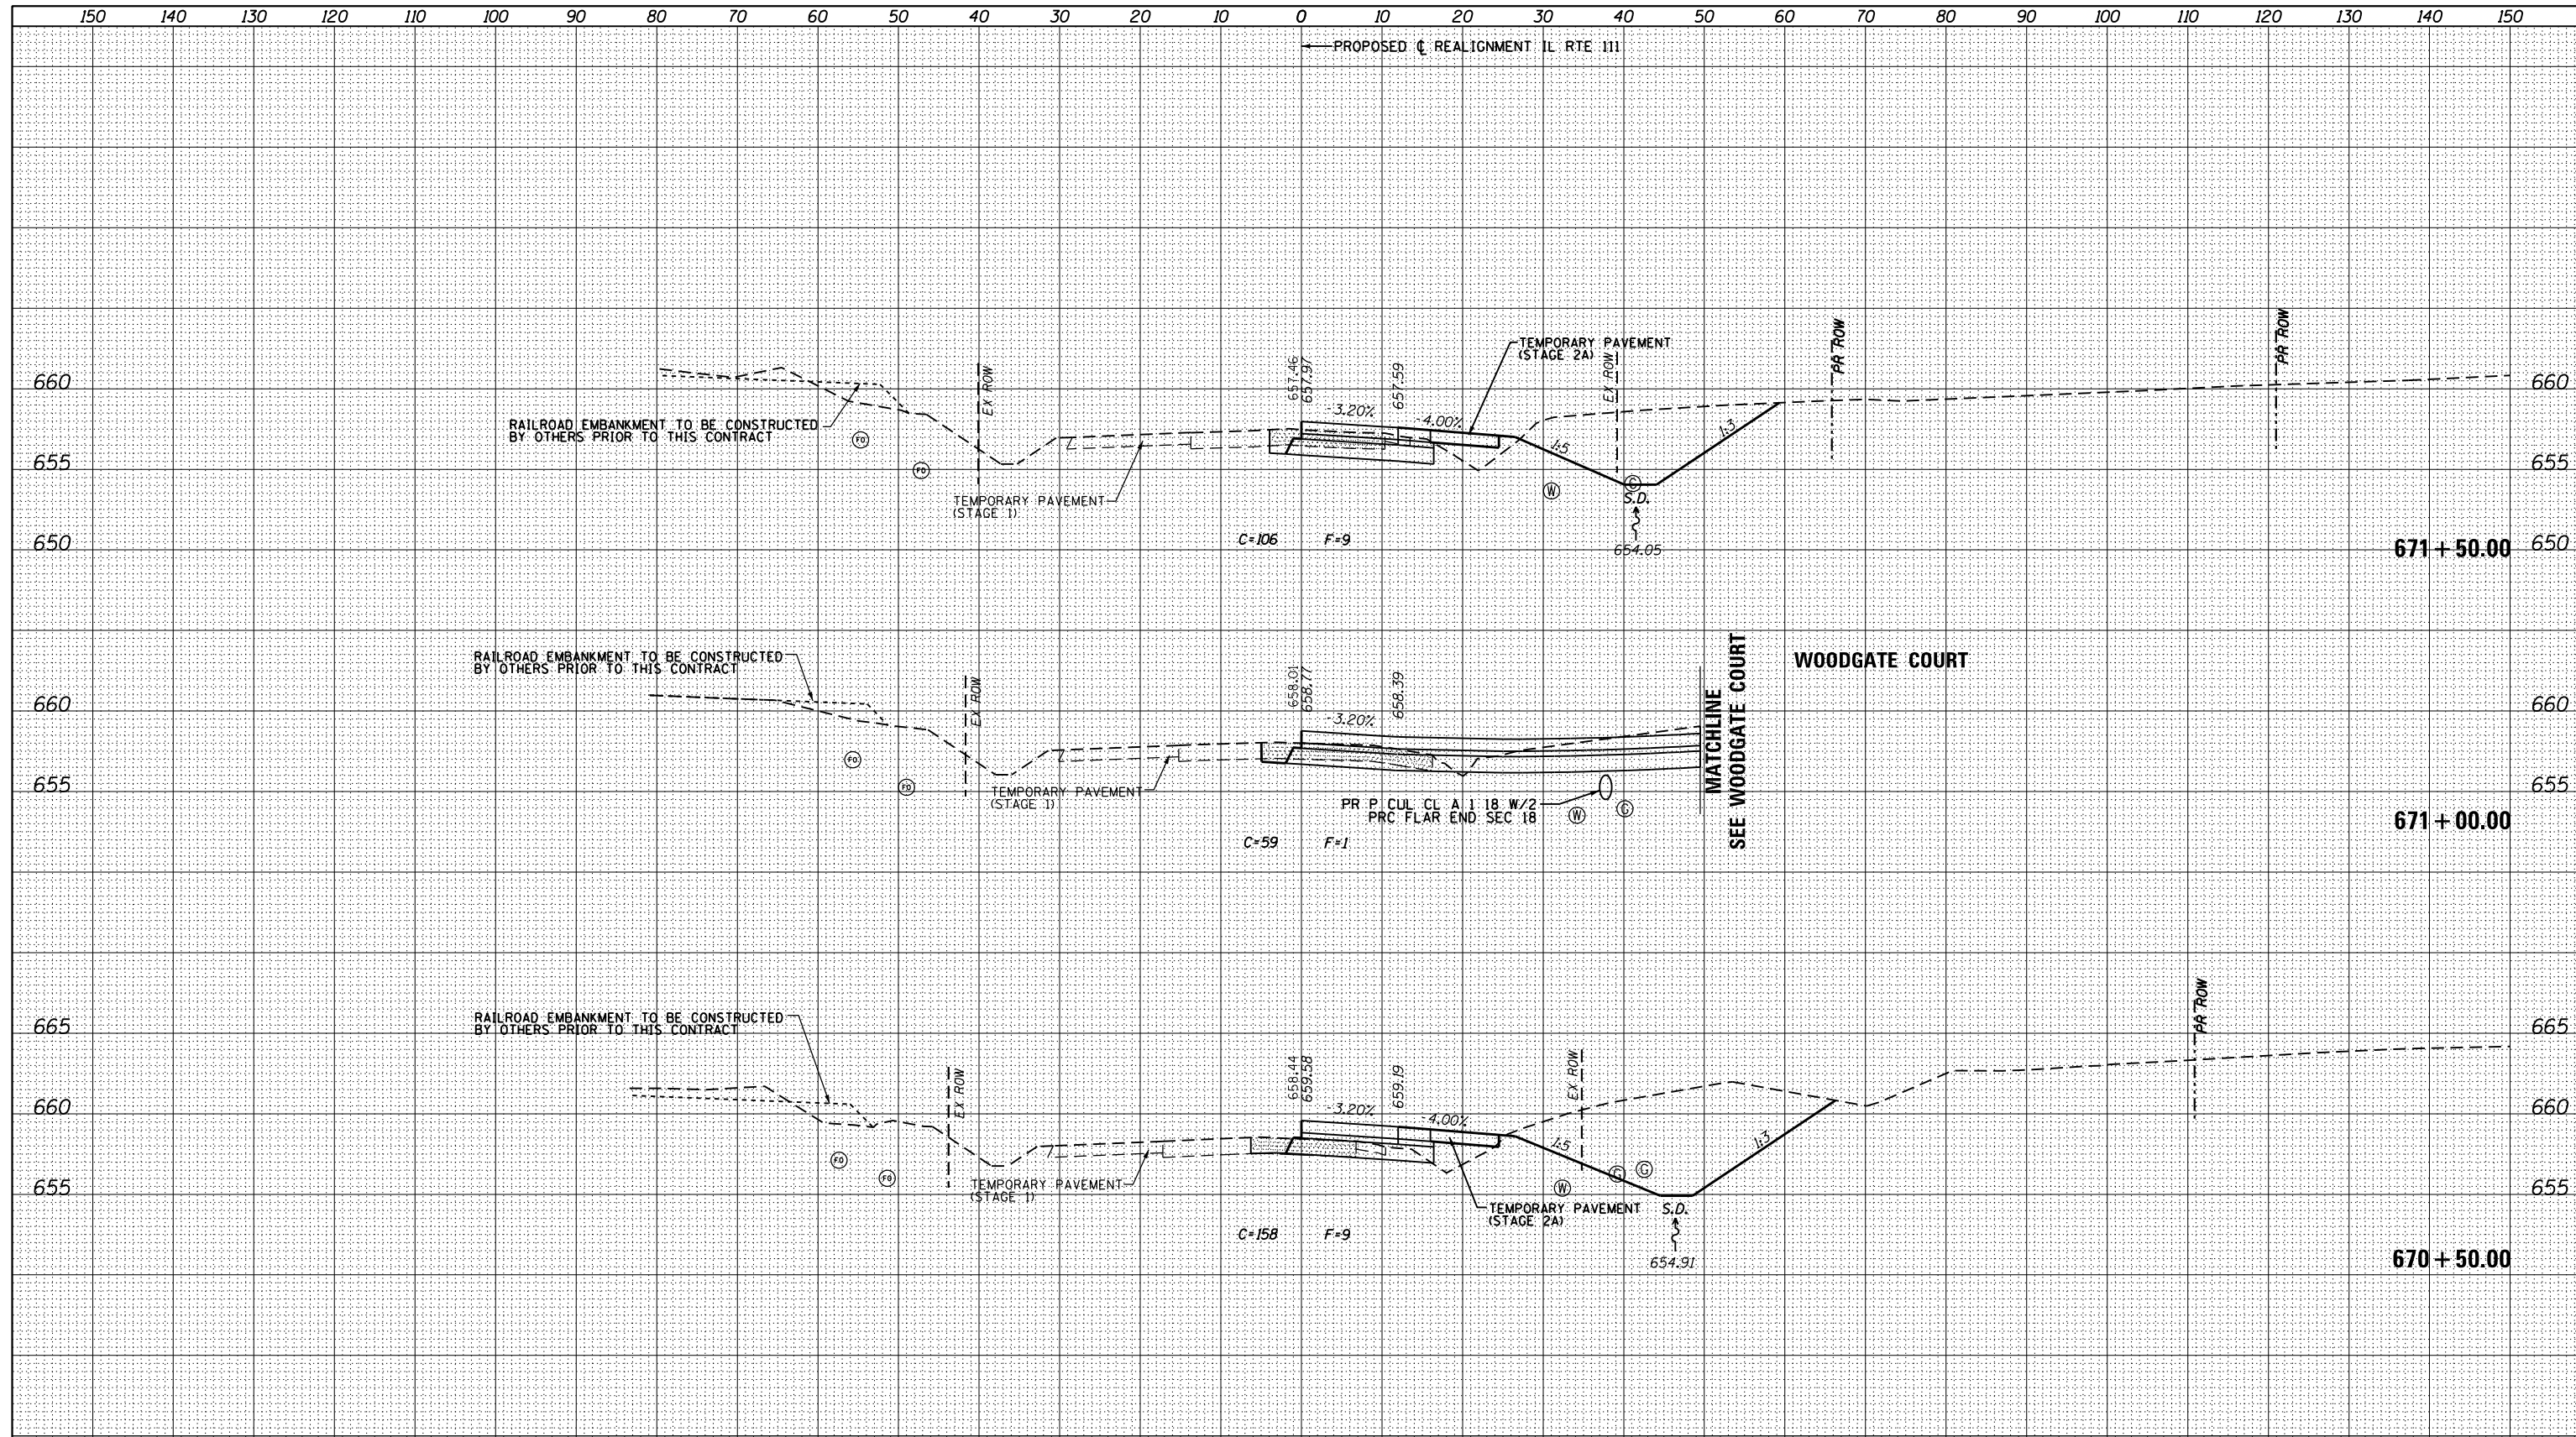 150 140 130 120 110 100 90 80 70 60 50 40 30 20 10 0 10 20 30 40 50 60 70 80 90 100 110 120 130 140 150
PROPOSED ℄ REALIGNMENT IL RTE 111
660
655
650
RAILROAD EMBANKMENT TO BE CONSTRUCTED
BY OTHERS PRIOR TO THIS CONTRACT
FO
FO
EX ROW
TEMPORARY PAVEMENT
(STAGE 1)
657.46
657.97
-3.20%
657.59
-4.00%
TEMPORARY PAVEMENT
(STAGE 2A)
EX ROW
1:5
W
G
S.D.
654.05
1:3
PR ROW
PR ROW
C=106 F=9
660
655
650
671+50.00
660
655
RAILROAD EMBANKMENT TO BE CONSTRUCTED
BY OTHERS PRIOR TO THIS CONTRACT
FO
FO
EX ROW
TEMPORARY PAVEMENT
(STAGE 1)
658.01
658.77
-3.20%
658.39
PR P CUL CL A 1 18 W/2
PRC FLAR END SEC 18
W
G
MATCHLINE
SEE WOODGATE COURT
WOODGATE COURT
C=59 F=1
660
655
671+00.00
665
660
655
RAILROAD EMBANKMENT TO BE CONSTRUCTED
BY OTHERS PRIOR TO THIS CONTRACT
FO
FO
EX ROW
TEMPORARY PAVEMENT
(STAGE 1)
658.44
659.58
-3.20%
659.19
-4.00%
EX ROW
1:5
W
G
G
TEMPORARY PAVEMENT
(STAGE 2A)
S.D.
654.91
1:3
PR ROW
C=158 F=9
665
660
655
670+50.00